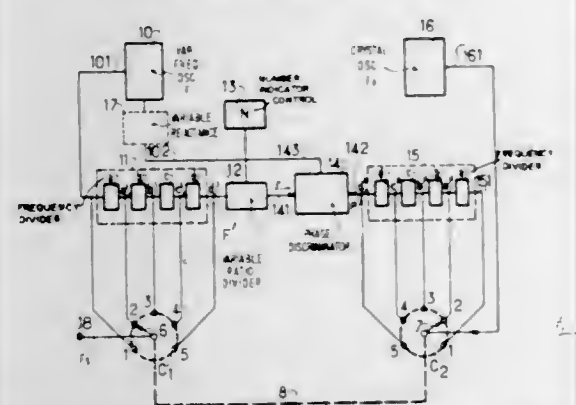 10
VAR
FREQ
OSC
F
101
17
VARIABLE
REACTANCE
102
13
NUMBER
INDICATOR
CONTROL
N
16
CRYSTAL
OSC
161
143
142
11
12
14
15
FREQUENCY
DIVIDER
FREQUENCY
DIVIDER
F'
141
151
VARIABLE
RATIO
DIVIDER
PHASE
DISCRIMINATOR
18
Fs
1
2
3
4
5
6
C1
4
3
2
7
5
1
C2
8